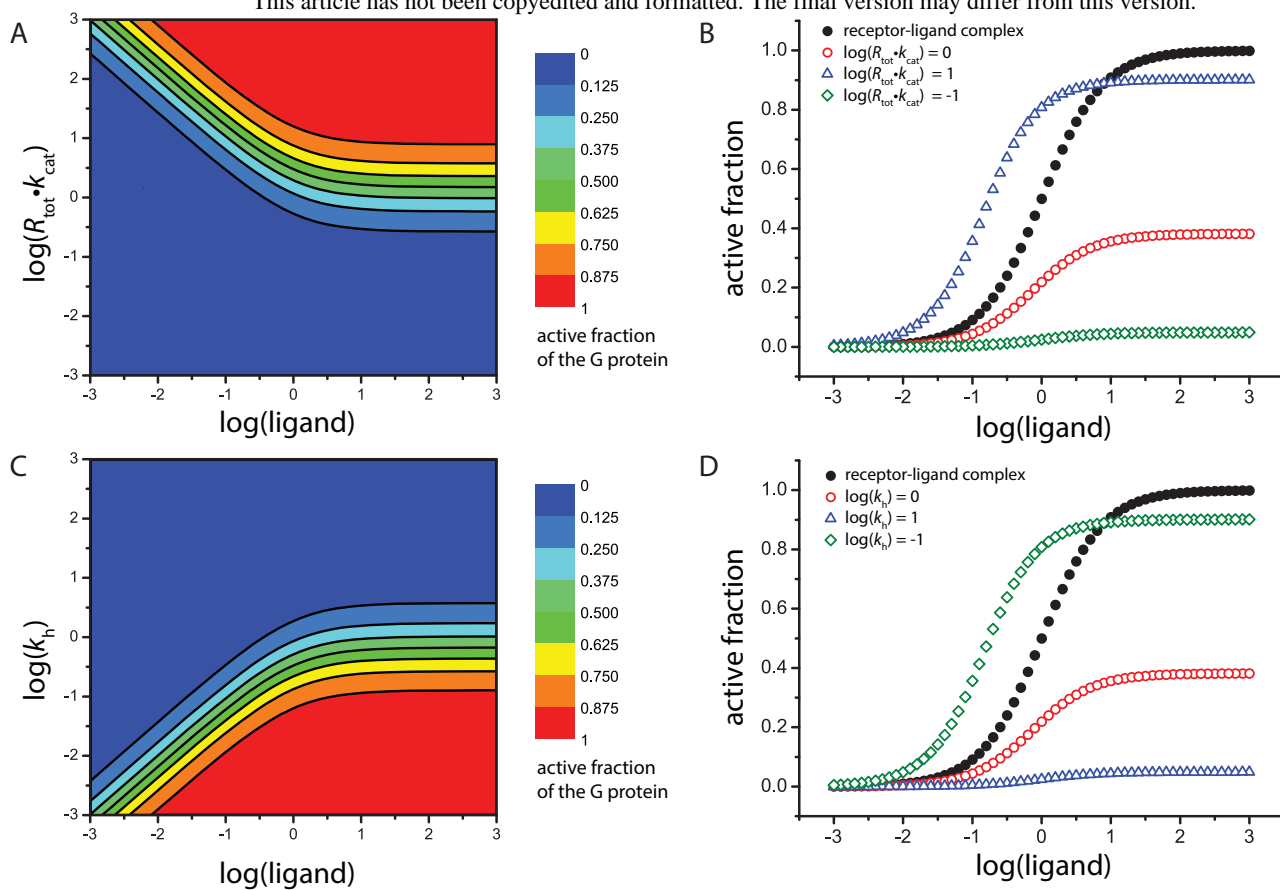 This article has not been copyedited and formatted. The final version may differ from this version.
A
log(R_tot•k_cat)
3
2
1
0
-1
-2
-3
-3
-2
-1
0
1
2
3
log(ligand)
0
0.125
0.250
0.375
0.500
0.625
0.750
0.875
1
active fraction
of the G protein
B
receptor-ligand complex
log(R_tot•k_cat) = 0
log(R_tot•k_cat) = 1
log(R_tot•k_cat) = -1
active fraction
1.0
0.8
0.6
0.4
0.2
0.0
-3
-2
-1
0
1
2
3
log(ligand)
C
log(k_h)
3
2
1
0
-1
-2
-3
-3
-2
-1
0
1
2
3
log(ligand)
0
0.125
0.250
0.375
0.500
0.625
0.750
0.875
1
active fraction
of the G protein
D
receptor-ligand complex
log(k_h) = 0
log(k_h) = 1
log(k_h) = -1
active fraction
1.0
0.8
0.6
0.4
0.2
0.0
-3
-2
-1
0
1
2
3
log(ligand)